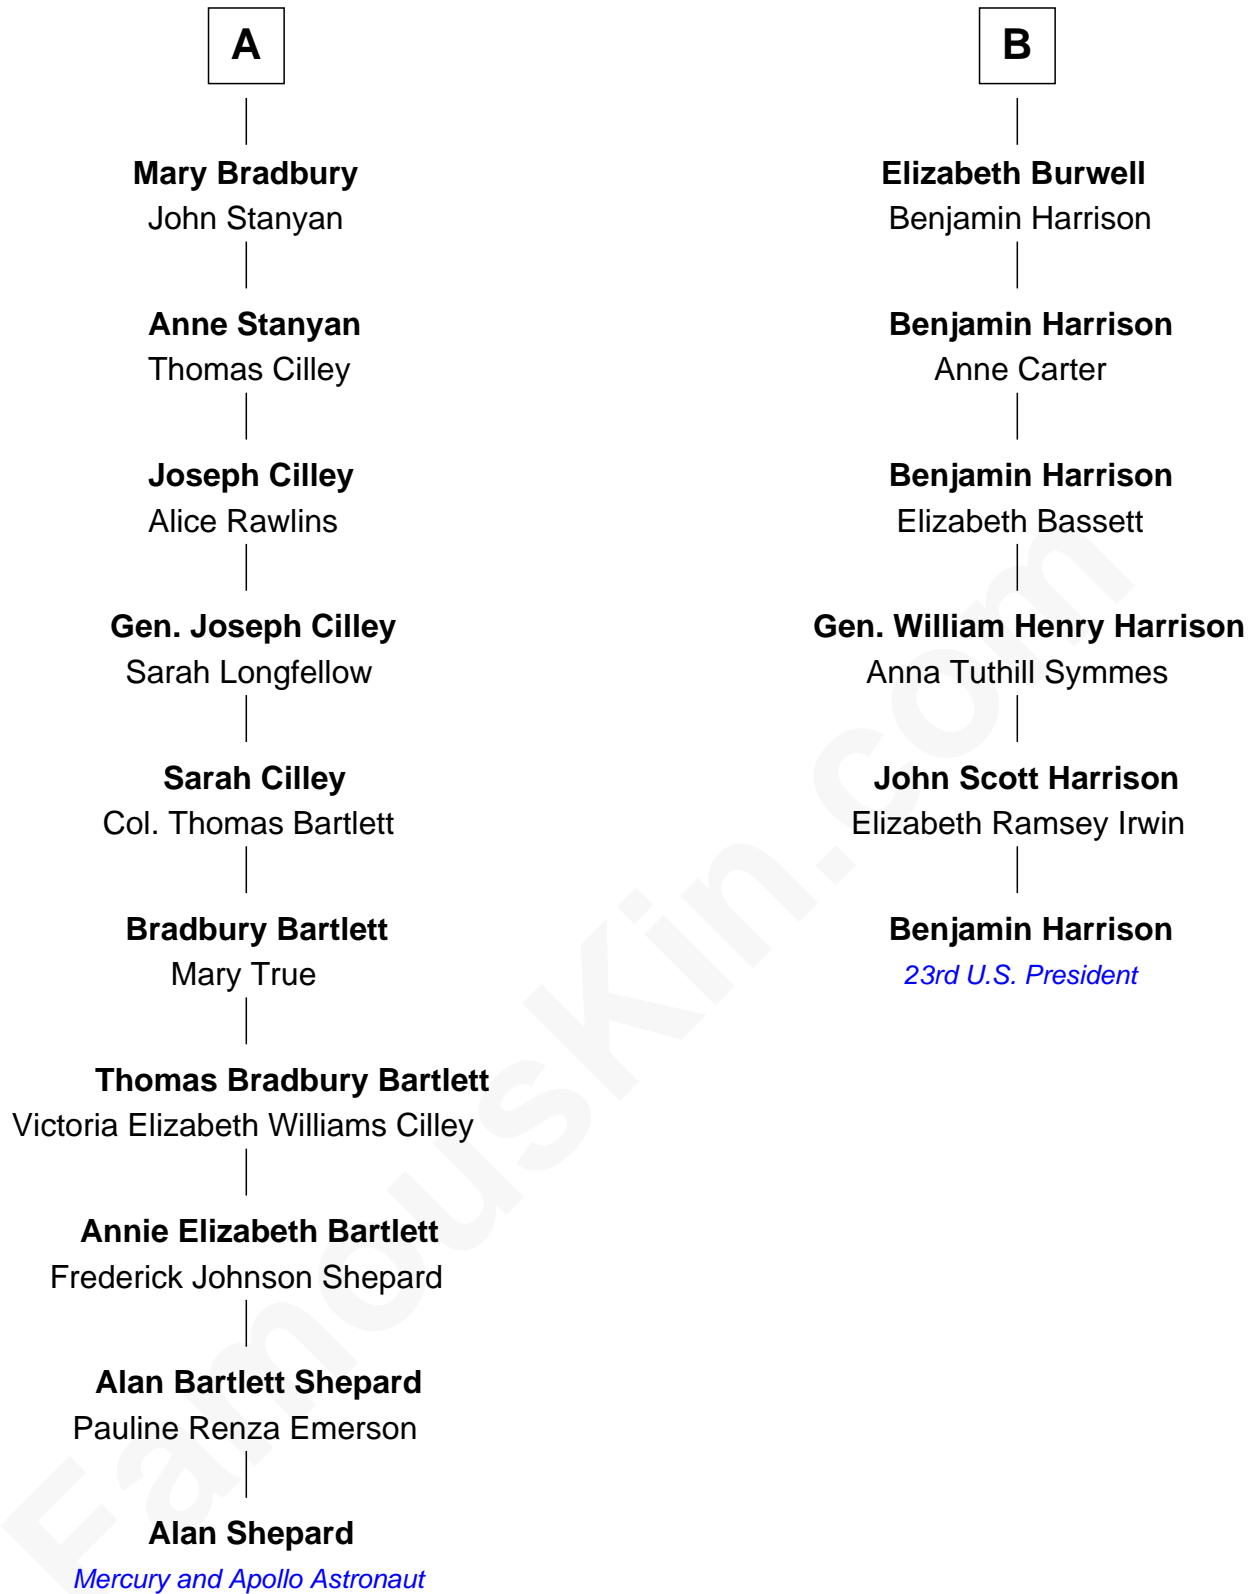 A
Mary Bradbury
John Stanyan
Anne Stanyan
Thomas Cilley
Joseph Cilley
Alice Rawlins
Gen. Joseph Cilley
Sarah Longfellow
Sarah Cilley
Col. Thomas Bartlett
Bradbury Bartlett
Mary True
Thomas Bradbury Bartlett
Victoria Elizabeth Williams Cilley
Annie Elizabeth Bartlett
Frederick Johnson Shepard
Alan Bartlett Shepard
Pauline Renza Emerson
Alan Shepard
Mercury and Apollo Astronaut
B
Elizabeth Burwell
Benjamin Harrison
Benjamin Harrison
Anne Carter
Benjamin Harrison
Elizabeth Bassett
Gen. William Henry Harrison
Anna Tuthill Symmes
John Scott Harrison
Elizabeth Ramsey Irwin
Benjamin Harrison
23rd U.S. President
FamousKin.com